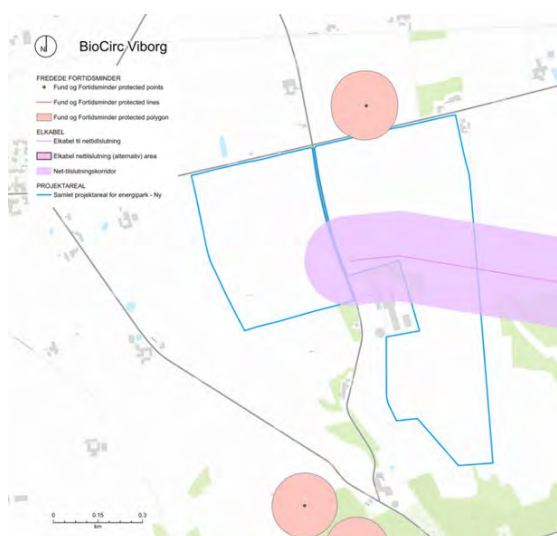 N
BioCirc Viborg
FREDEDE FORTIDSMINDER
Fund og Fortidsminder protected points
Fund og Fortidsminder protected lines
Fund og Fortidsminder protected polygon
ELKABEL
Elkabel til nettidlslutning
Elkabel nettilslutning (alternativ) area
Net-tilslutningskorridor
PROJEKTAREAL
Samlet projektareal for energipark - Ny
0 0.15 0.3
km